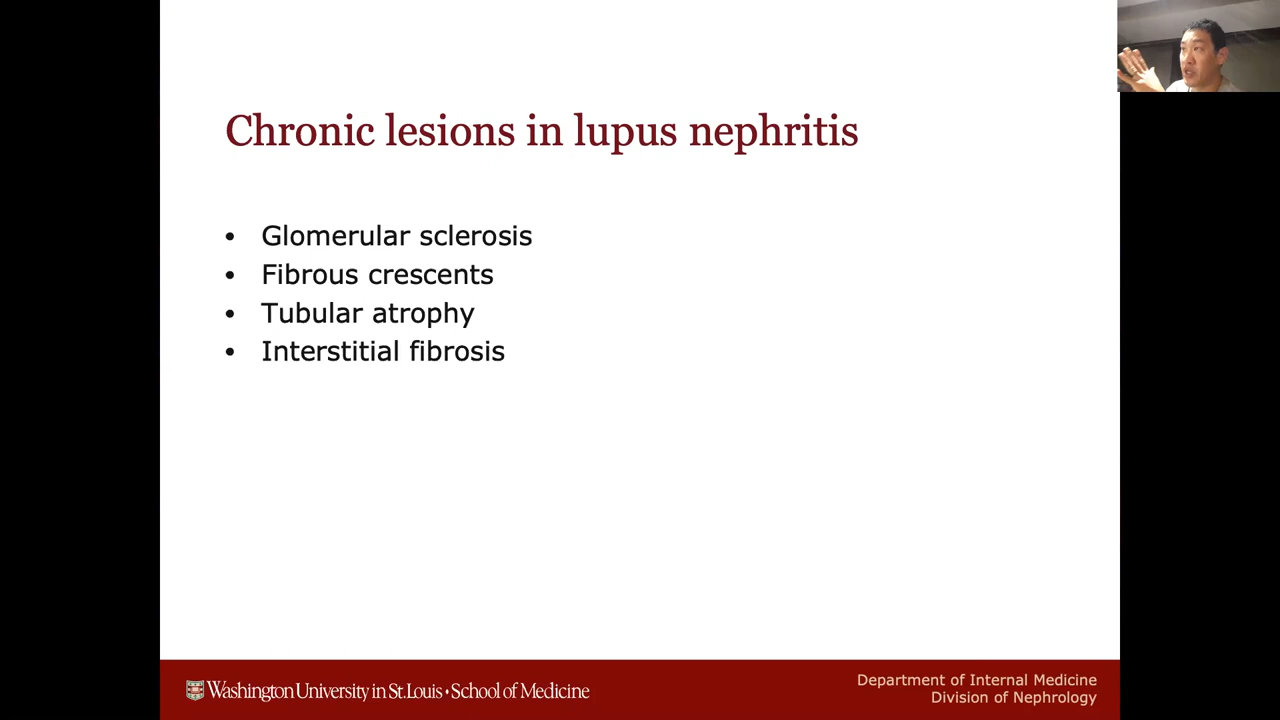 Chronic lesions in lupus nephritis
• Glomerular sclerosis
• Fibrous crescents
• Tubular atrophy
• Interstitial fibrosis
Washington University in St. Louis • School of Medicine
Department of Internal Medicine
Division of Nephrology